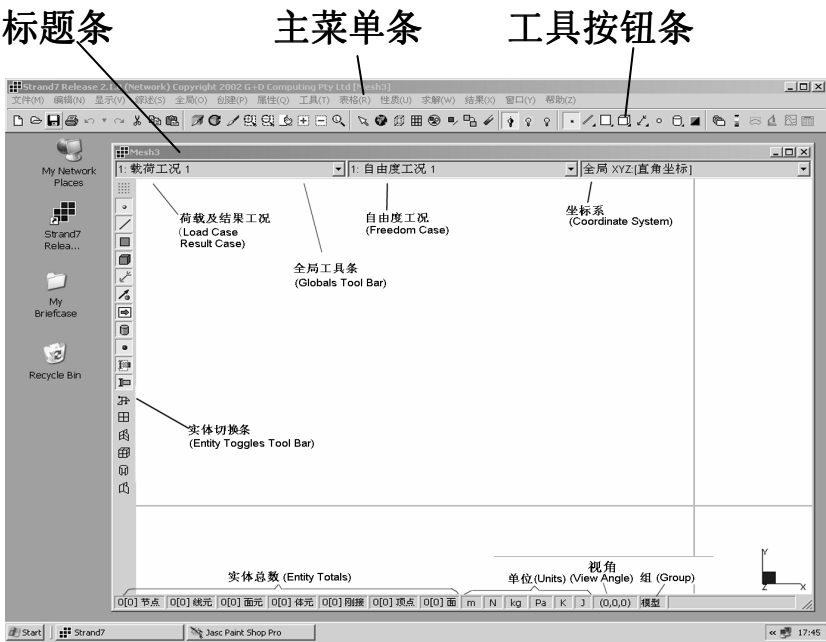 标题条 主菜单条 工具按钮条
Strand7 Release 2.1.1 (Network) Copyright 2002 G+D Computing Pty Ltd [Mesh3]
文件(M) 编辑(N) 显示(V) 综述(S) 全局(O) 创建(P) 属性(Q) 工具(T) 表格(R) 性质(U) 求解(W) 结果(X) 窗口(Y) 帮助(Z)
My Network
Places
Strand7
Relea...
My
Briefcase
Recycle Bin
Mesh3
1: 载荷工况 1
1: 自由度工况 1
全局 XYZ:[直角坐标]
荷载及结果工况
(Load Case
Result Case)
全局工具条
(Globals Tool Bar)
自由度工况
(Freedom Case)
坐标系
(Coordinate System)
实体切换条
(Entity Toggles Tool Bar)
实体总数 (Entity Totals)
视角
单位(Units) (View Angle) 组 (Group)
Y
Z X
0[0] 节点 0[0] 线元 0[0] 面元 0[0] 体元 0[0] 刚接 0[0] 顶点 0[0] 面 m N kg Pa K J (0,0,0) 模型
Start Strand7 Jasc Paint Shop Pro 17:45